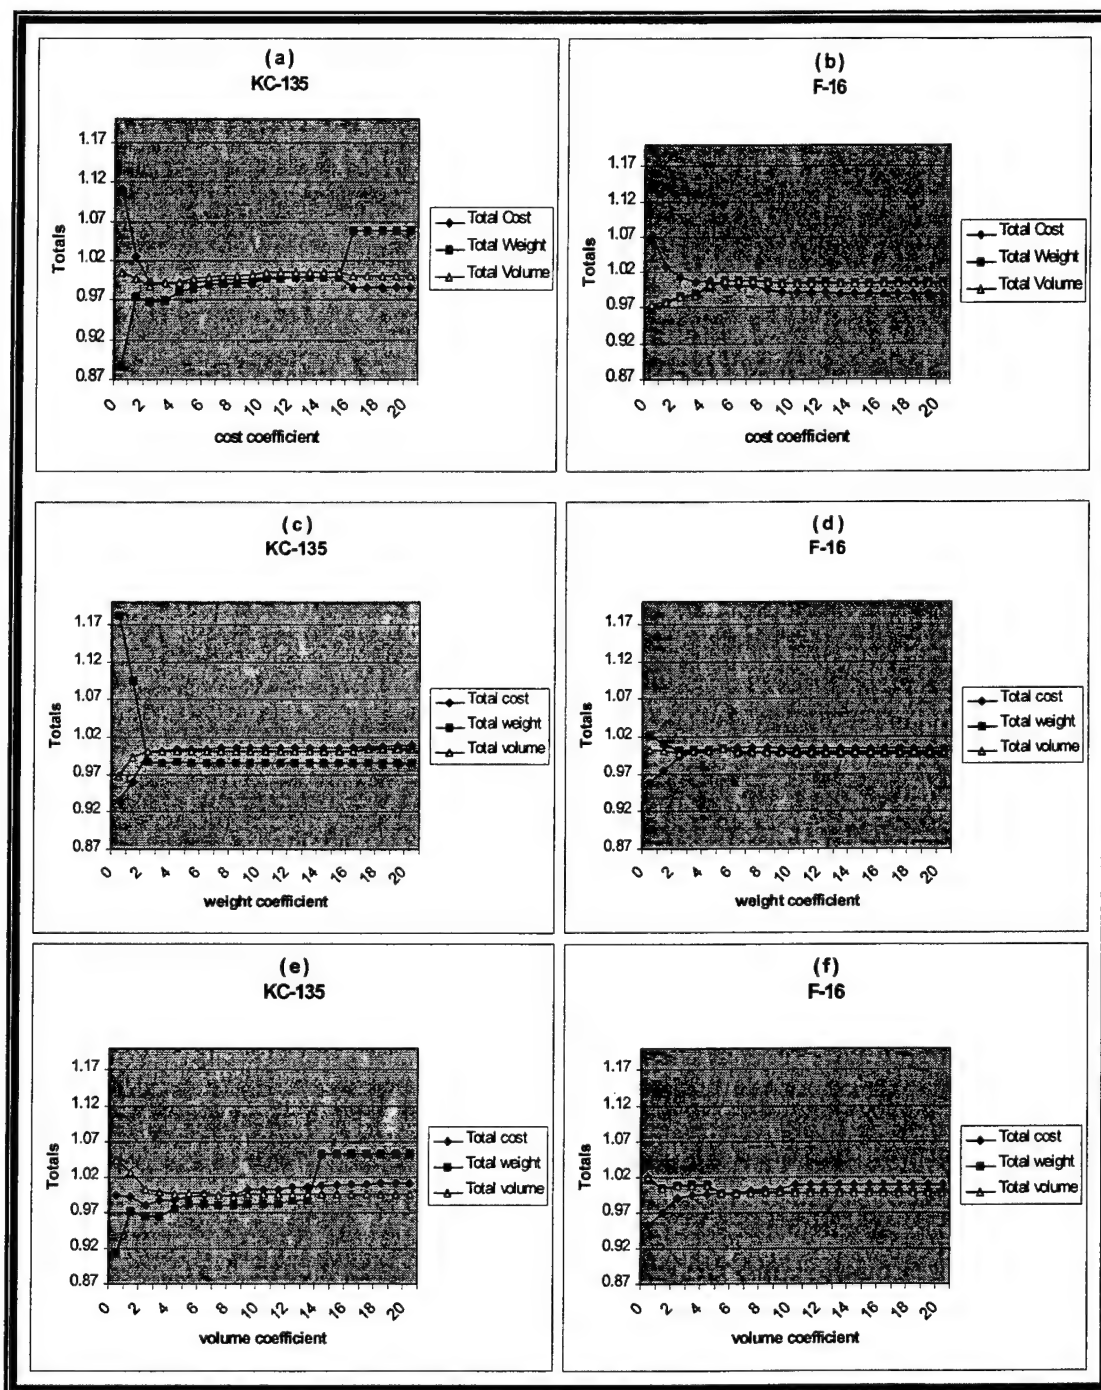 (a)
KC-135
Totals
1.17
1.12
1.07
1.02
0.97
0.92
0.87
0 2 4 6 8 10 12 14 16 18 20
cost coefficient
Total Cost
Total Weight
Total Volume
(b)
F-16
Totals
1.17
1.12
1.07
1.02
0.97
0.92
0.87
0 2 4 6 8 10 12 14 16 18 20
cost coefficient
Total Cost
Total Weight
Total Volume
(c)
KC-135
Totals
1.17
1.12
1.07
1.02
0.97
0.92
0.87
0 2 4 6 8 10 12 14 16 18 20
weight coefficient
Total cost
Total weight
Total volume
(d)
F-16
Totals
1.17
1.12
1.07
1.02
0.97
0.92
0.87
0 2 4 6 8 10 12 14 16 18 20
weight coefficient
Total cost
Total weight
Total volume
(e)
KC-135
Totals
1.17
1.12
1.07
1.02
0.97
0.92
0.87
0 2 4 6 8 10 12 14 16 18 20
volume coefficient
Total cost
Total weight
Total volume
(f)
F-16
Totals
1.17
1.12
1.07
1.02
0.97
0.92
0.87
0 2 4 6 8 10 12 14 16 18 20
volume coefficient
Total cost
Total weight
Total volume